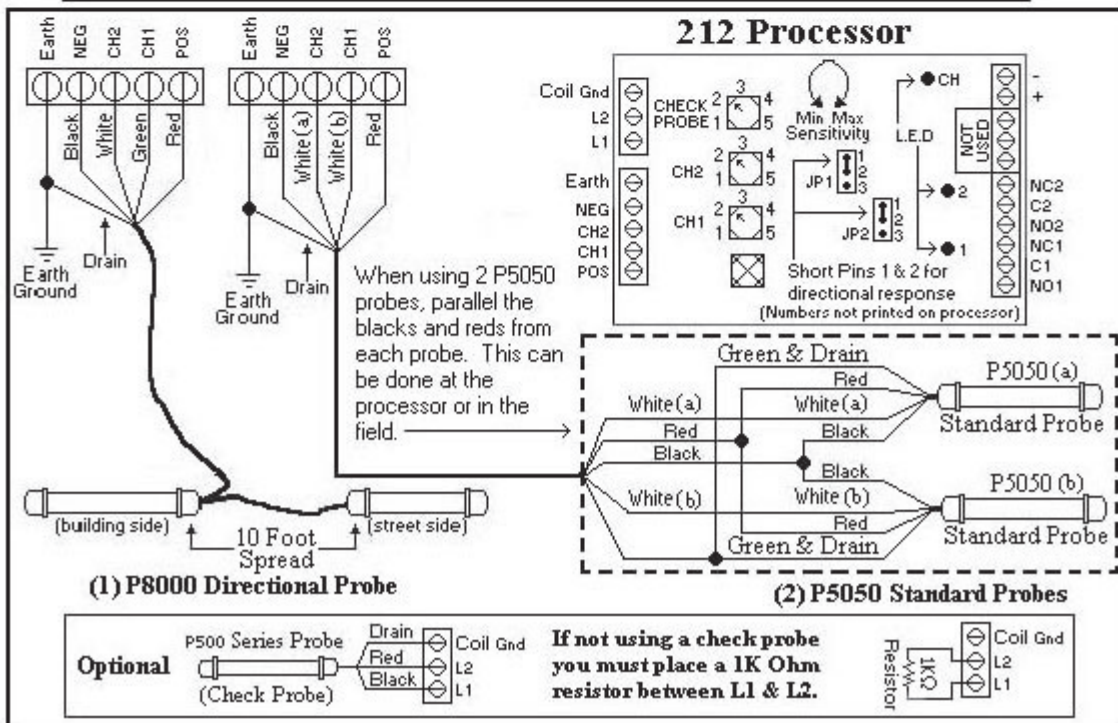 Earth
NEG
CH2
CH1
POS
Black
White
Green
Red
Drain
Earth
Ground
Earth
NEG
CH2
CH1
POS
Black
White(a)
White(b)
Red
Drain
Earth
Ground
When using 2 P5050
probes, parallel the
blacks and reds from
each probe. This can
be done at the
processor or in the
field.
212 Processor
Coil Gnd
L2
L1
Earth
NEG
CH2
CH1
POS
CHECK
PROBE
1 2 3 4 5
CH2
1 2 3 4 5
CH1
1 2 3 4 5
Min Max
Sensitivity
JP1
1
2
3
JP2
1
2
3
L.E.D
CH
2
1
Short Pins 1 & 2 for
directional response
(Numbers not printed on processor)
-
+
NOT
USED
NC2
C2
NO2
NC1
C1
NO1
Green & Drain
Red
White(a)
White(a)
Red
Black
Black
Black
White(b)
White(b)
Red
Green & Drain
P5050 (a)
Standard Probe
P5050 (b)
Standard Probe
(building side)
(street side)
10 Foot
Spread
(1) P8000 Directional Probe
(2) P5050 Standard Probes
Optional
P500 Series Probe
(Check Probe)
Drain
Red
Black
Coil Gnd
L2
L1
If not using a check probe
you must place a 1K Ohm
resistor between L1 & L2.
Resistor
1KΩ
Coil Gnd
L2
L1